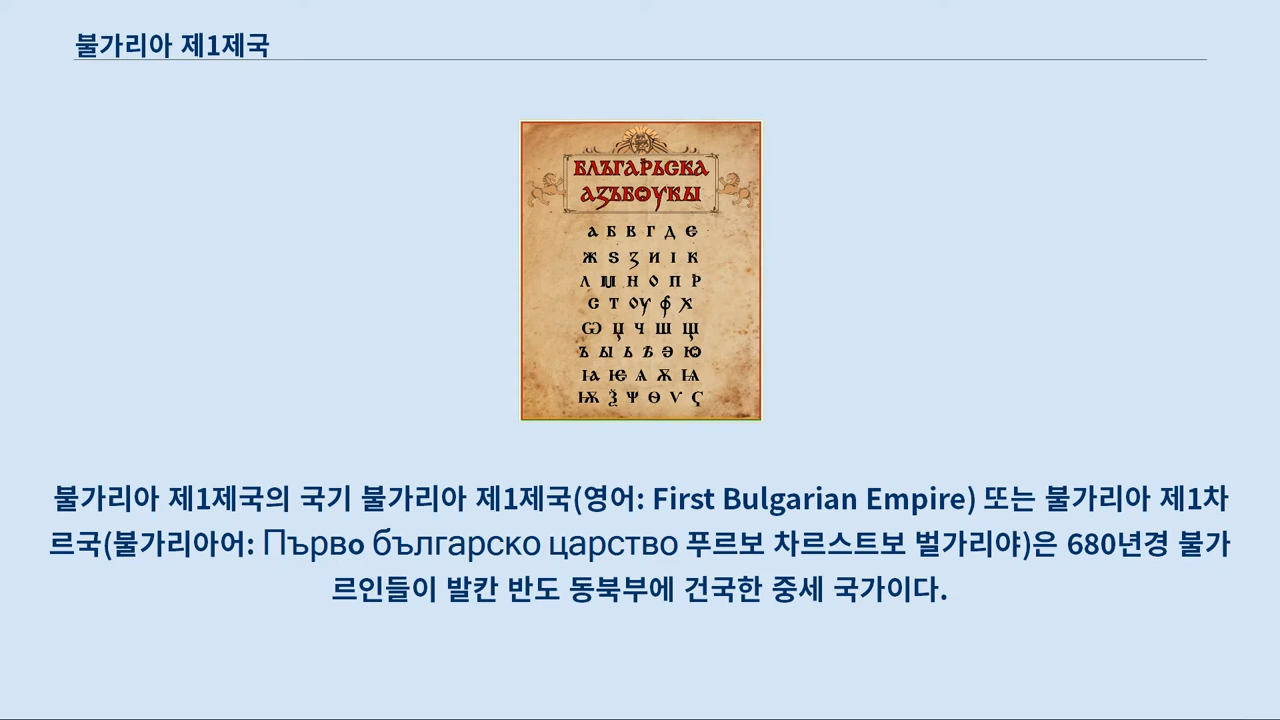 불가리아 제1제국
БЛЪГАРЬСКА
АЗЪБОУКЫ
А Б В Г Д Є
Ж Ѕ Ꙁ И І К
Л Ш Н О П Р
С Т ОУ Ф Х
Ѡ Џ Ч Ш Щ
Ъ Ы Ь Ѣ Ꙋ Ю
Ꙗ Ѥ Ѧ Ѫ Ѩ
Ѭ Ѯ Ѱ Ѳ Ѵ Ҁ
불가리아 제1제국의 국기 불가리아 제1제국(영어: First Bulgarian Empire) 또는 불가리아 제1차
르국(불가리아어: Първo българско царство 푸르보 차르스트보 벌가리야)은 680년경 불가
르인들이 발칸 반도 동북부에 건국한 중세 국가이다.